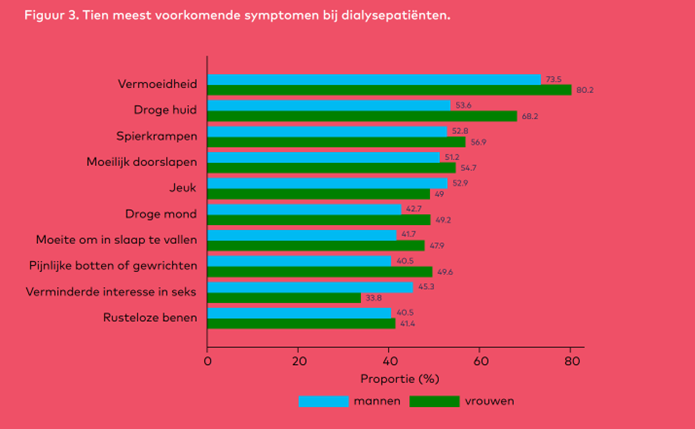 Figuur 3. Tien meest voorkomende symptomen bij dialysepatiënten.
Vermoeidheid
73.5
80.2
Droge huid
53.6
68.2
Spierkrampen
52.8
56.9
Moeilijk doorslapen
51.2
54.7
Jeuk
52.9
49
Droge mond
42.7
49.2
Moeite om in slaap te vallen
41.7
47.9
Pijnlijke botten of gewrichten
40.5
49.6
Verminderde interesse in seks
45.3
33.8
Rusteloze benen
40.5
41.4
0 20 40 60 80
Proportie (%)
mannen vrouwen